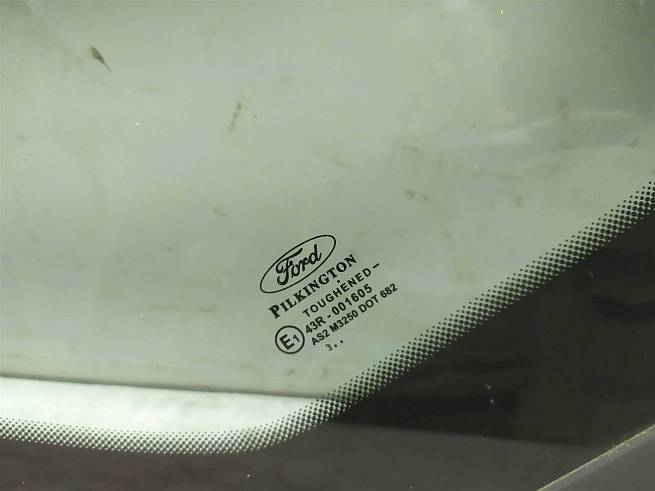 Ford
PILKINGTON
TOUGHENED
E1 43R-001605
AS2 M3250 DOT 682
3..